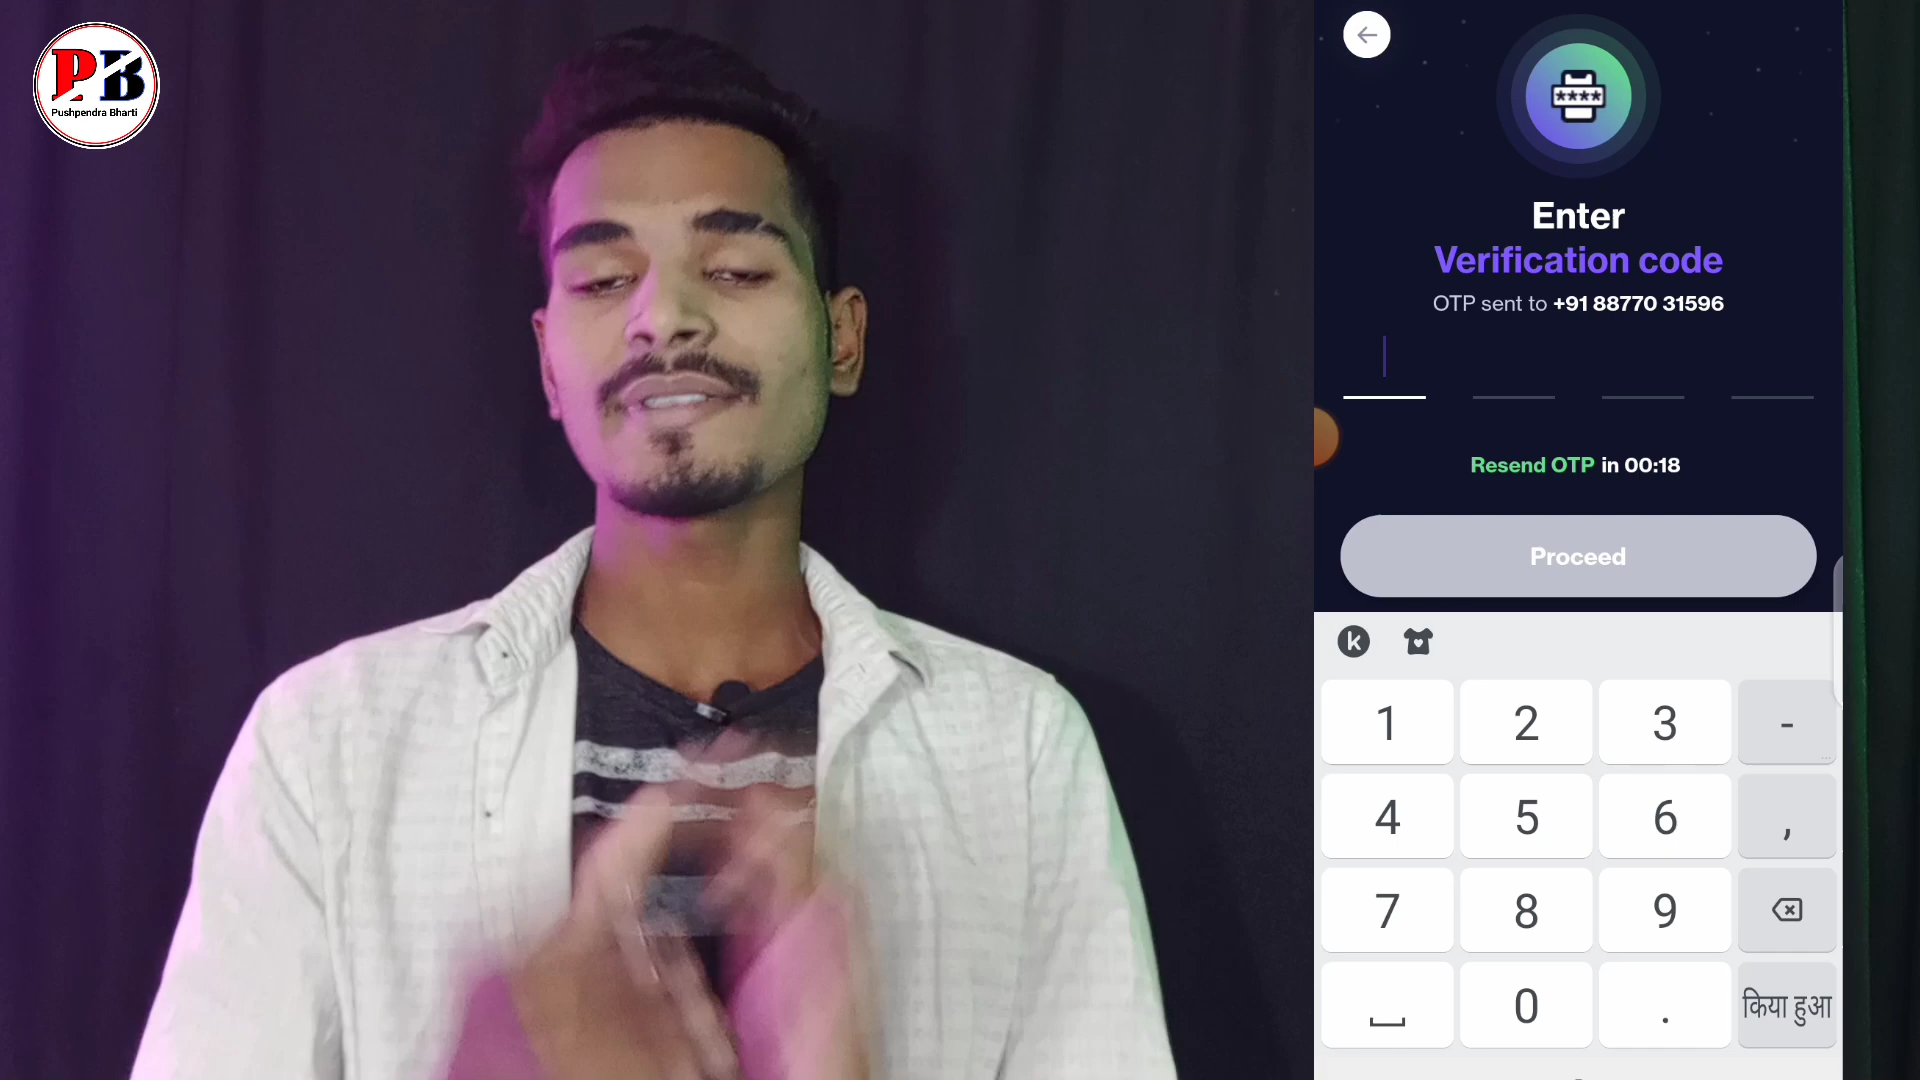 PB
Pushpendra Bharti
****
Enter
Verification code
OTP sent to +91 88770 31596
Resend OTP in 00:18
Proceed
k
1 2 3 -
4 5 6 ,
7 8 9
0 . किया हुआ